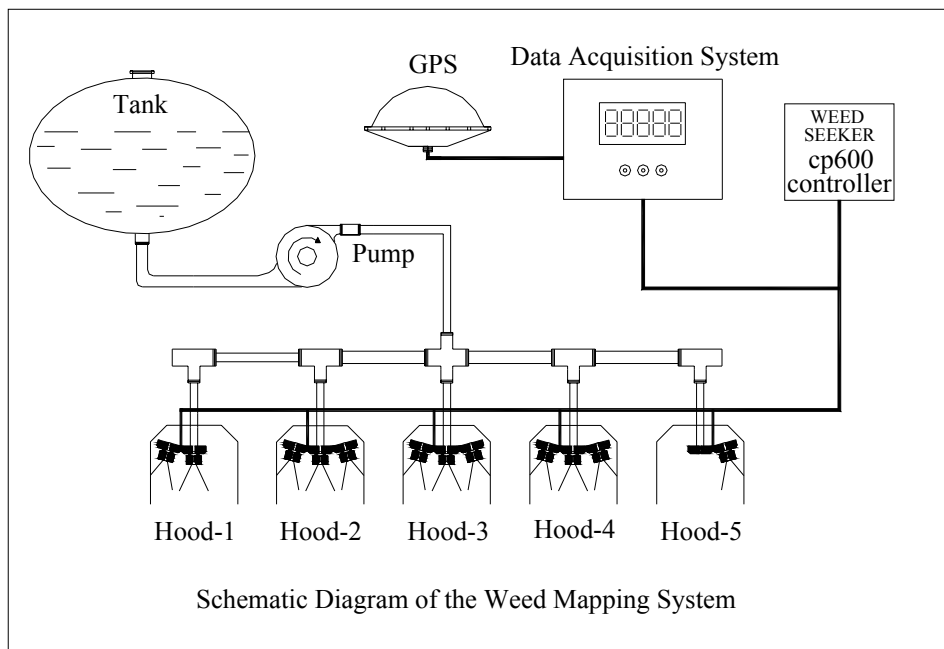 GPS
Data Acquisition System
Tank
88888
WEED
SEEKER
cp600
controller
Pump
Hood-1
Hood-2
Hood-3
Hood-4
Hood-5
Schematic Diagram of the Weed Mapping System